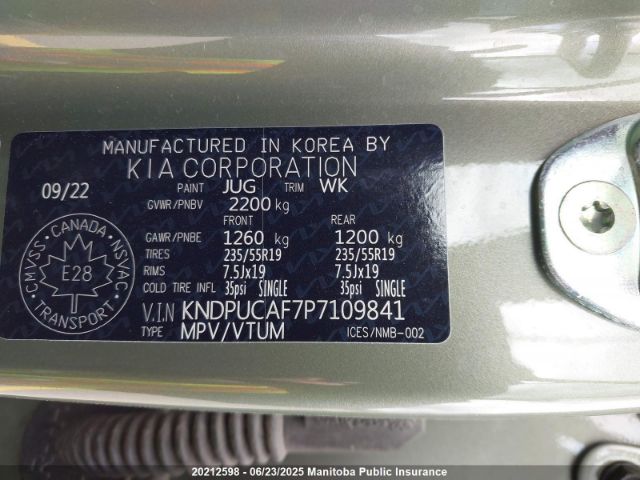 MANUFACTURED IN KOREA BY
KIA CORPORATION
09/22 PAINT JUG TRIM WK
GVWR/PNBV 2200 kg
FRONT REAR
GAWR/PNBE 1260 kg 1200 kg
TIRES 235/55R19 235/55R19
RIMS 7.5Jx19 7.5Jx19
COLD TIRE INFL 35psi SINGLE 35psi SINGLE
V.I.N KNDPUCAF7P7109841
TYPE MPV/VTUM ICES/NMB-002
CANADA
CMVSS NSVAC
E28
TRANSPORT
20212598 - 06/23/2025 Manitoba Public Insurance